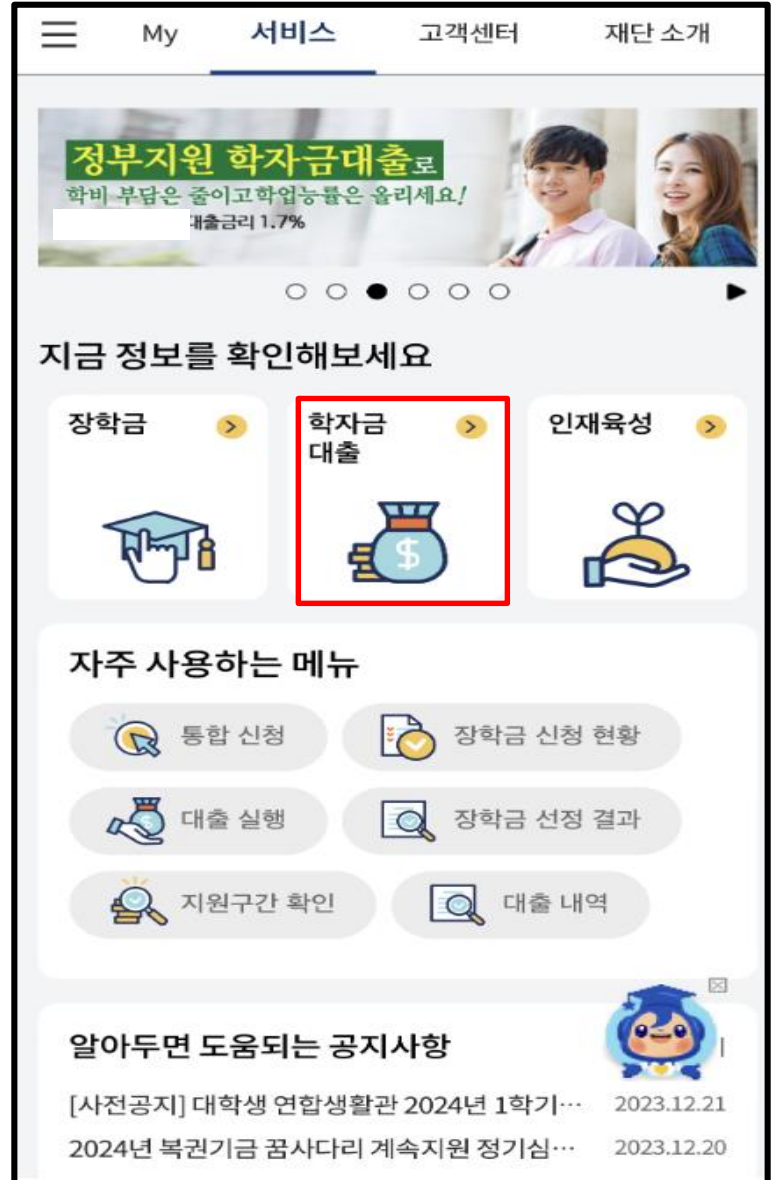 My 서비스 고객센터 재단 소개
정부지원 학자금대출로
학비 부담은 줄이고학업능률은 올리세요!
대출금리 1.7%
지금 정보를 확인해보세요
장학금 학자금 인재육성
대출
$
자주 사용하는 메뉴
통합 신청 장학금 신청 현황
대출 실행 장학금 선정 결과
지원구간 확인 대출 내역
알아두면 도움되는 공지사항
[사전공지] 대학생 연합생활관 2024년 1학기… 2023.12.21
2024년 복권기금 꿈사다리 계속지원 정기심… 2023.12.20